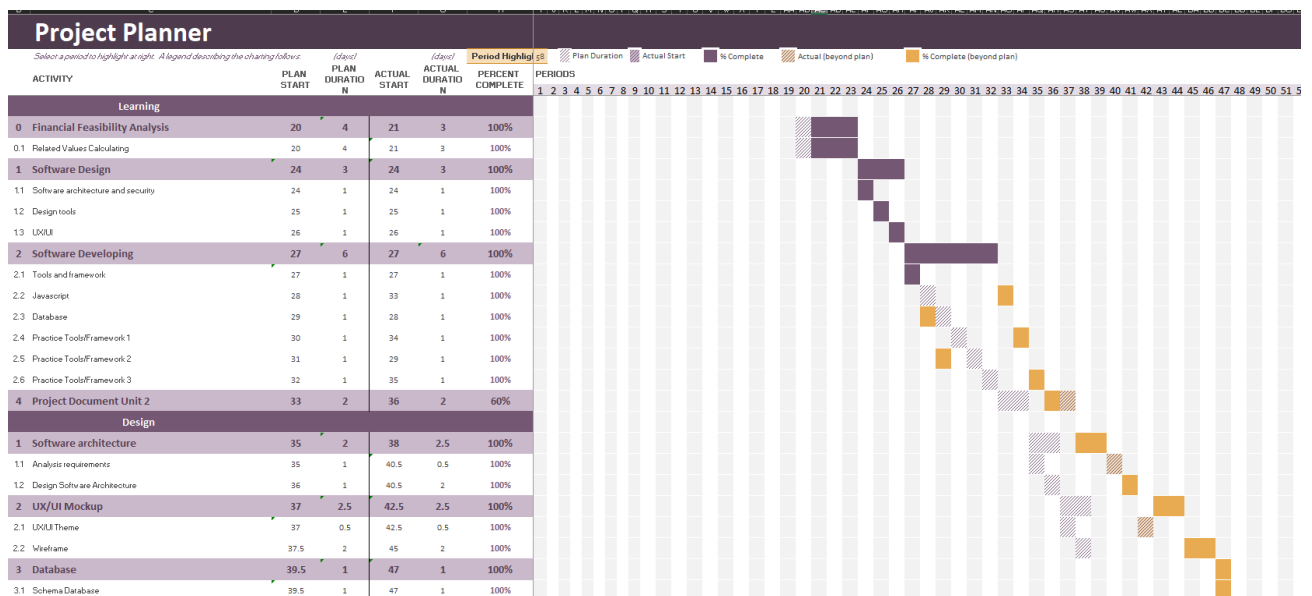 Project Planner
Select a period to highlight at right. A legend describing the charting follows. (days) (days) Period Highlig 58 Plan Duration Actual Start % Complete Actual (beyond plan) % Complete (beyond plan)
ACTIVITY PLAN START PLAN DURATIO N ACTUAL START ACTUAL DURATIO N PERCENT COMPLETE PERIODS
1 2 3 4 5 6 7 8 9 10 11 12 13 14 15 16 17 18 19 20 21 22 23 24 25 26 27 28 29 30 31 32 33 34 35 36 37 38 39 40 41 42 43 44 45 46 47 48 49 50 51 5
Learning
0 Financial Feasibility Analysis 20 4 21 3 100%
0.1 Related Values Calculating 20 4 21 3 100%
1 Software Design 24 3 24 3 100%
1.1 Software architecture and security 24 1 24 1 100%
1.2 Design tools 25 1 25 1 100%
1.3 UX/UI 26 1 26 1 100%
2 Software Developing 27 6 27 6 100%
2.1 Tools and framework 27 1 27 1 100%
2.2 Javascript 28 1 33 1 100%
2.3 Database 29 1 28 1 100%
2.4 Practice Tools/Framework 1 30 1 34 1 100%
2.5 Practice Tools/Framework 2 31 1 29 1 100%
2.6 Practice Tools/Framework 3 32 1 35 1 100%
4 Project Document Unit 2 33 2 36 2 60%
Design
1 Software architecture 35 2 38 2.5 100%
1.1 Analysis requirements 35 1 40.5 0.5 100%
1.2 Design Software Architecture 36 1 40.5 2 100%
2 UX/UI Mockup 37 2.5 42.5 2.5 100%
2.1 UX/UI Theme 37 0.5 42.5 0.5 100%
2.2 Wireframe 37.5 2 45 2 100%
3 Database 39.5 1 47 1 100%
3.1 Schema Database 39.5 1 47 1 100%